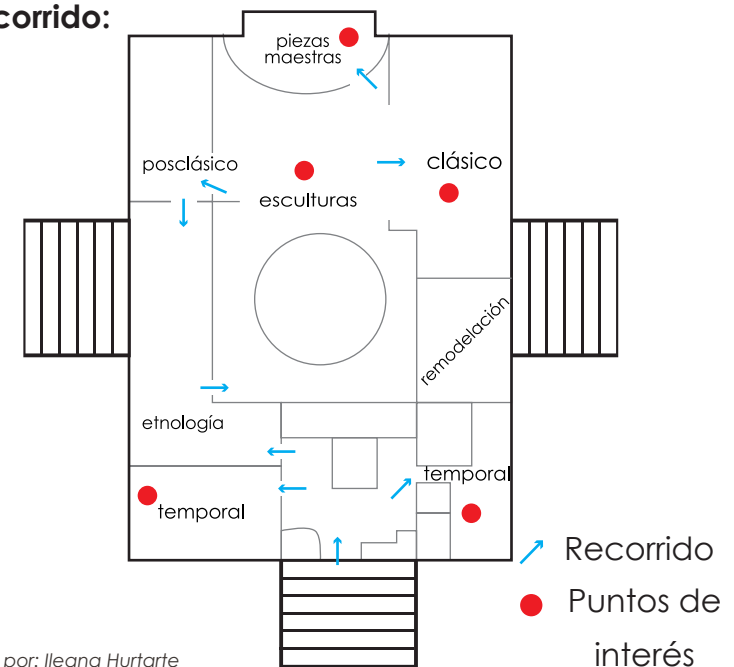 corrido:
piezas
maestras
posclásico
clásico
esculturas
remodelación
etnología
temporal
temporal
Recorrido
Puntos de
interés
por: Ileana Hurtarte